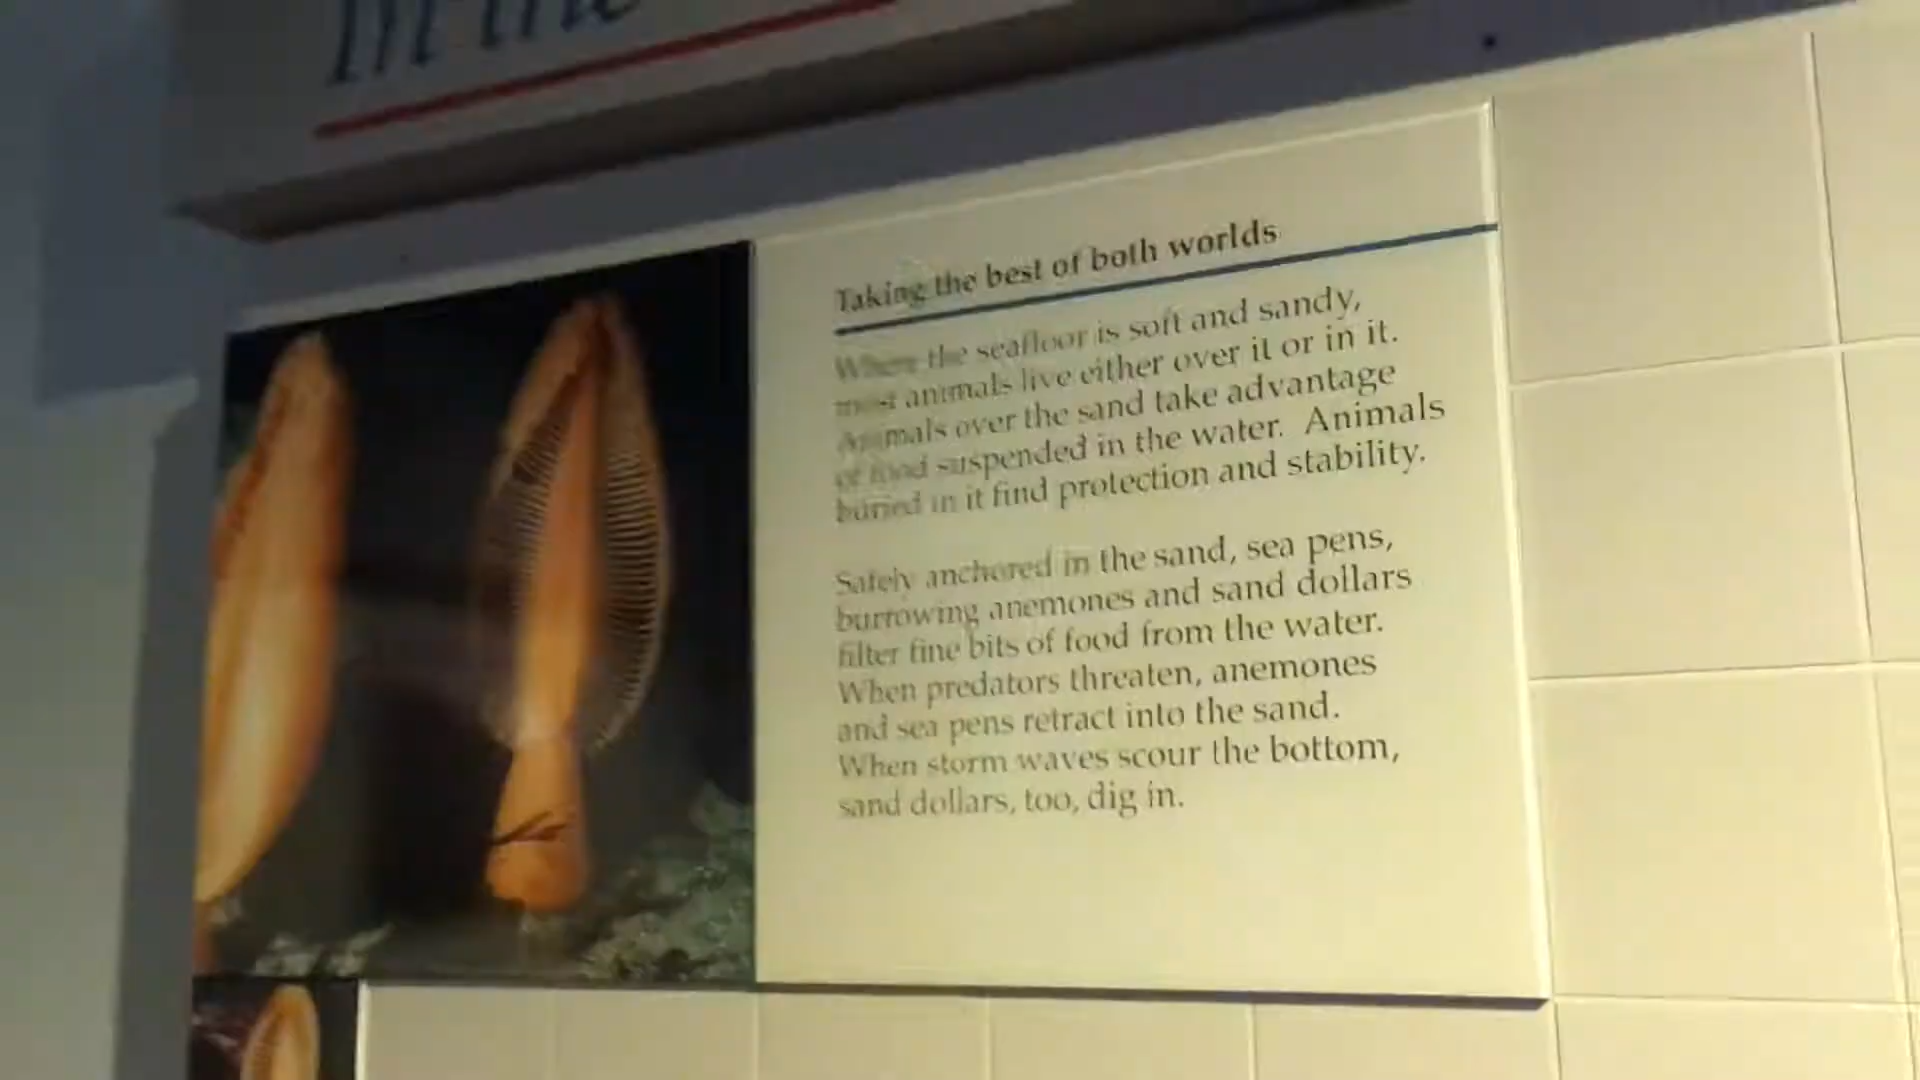 In the
Taking the best of both worlds
Where the seafloor is soft and sandy,
most animals live either over it or in it.
Animals over the sand take advantage
of food suspended in the water. Animals
buried in it find protection and stability.
Safely anchored in the sand, sea pens,
burrowing anemones and sand dollars
filter fine bits of food from the water.
When predators threaten, anemones
and sea pens retract into the sand.
When storm waves scour the bottom,
sand dollars, too, dig in.